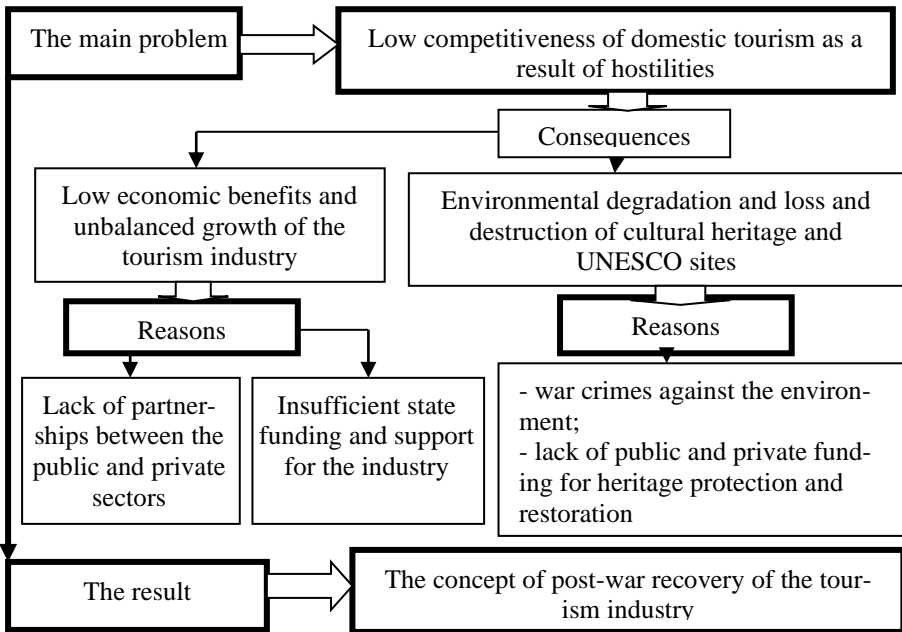 The main problem
Low competitiveness of domestic tourism as a
result of hostilities
Consequences
Low economic benefits and
unbalanced growth of the
tourism industry
Environmental degradation and loss and
destruction of cultural heritage and
UNESCO sites
Reasons
Reasons
Lack of partner-
ships between the
public and private
sectors
Insufficient state
funding and support
for the industry
- war crimes against the environ-
ment;
- lack of public and private fund-
ing for heritage protection and
restoration
The result
The concept of post-war recovery of the tour-
ism industry